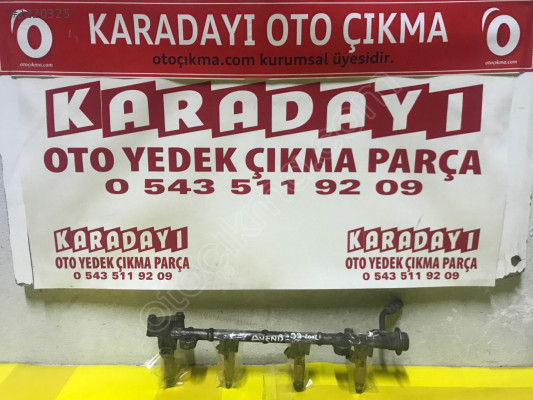 KARADAYI OTO ÇIKMA
otoçıkma.com kurumsal üyesidir.
KARADAYI
OTO YEDEK ÇIKMA PARÇA
0 543 511 92 09
KARADAYI
OTO YEDEK ÇIKMA PARÇA
0 543 511 92 09
KARADAYI
OTO YEDEK ÇIKMA PARÇA
0 543 511 92 09